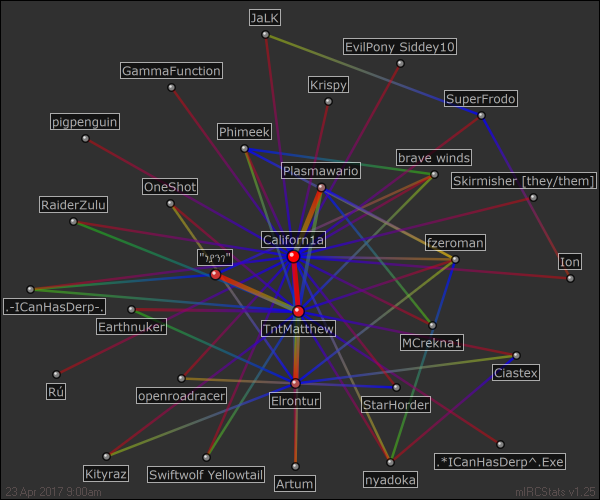 JaLK
EvilPony Siddey10
GammaFunction
Krispy
SuperFrodo
pigpenguin
Phimeek
brave winds
Plasmawario
Skirmisher [they/them]
OneShot
RaiderZulu
Californ1a
fzeroman
Ion
.-ICanHasDerp-.
Earthnuker
TntMatthew
MCrekna1
Ciastex
Rú
openroadracer
Elrontur
StarHorder
.*ICanHasDerp^.Exe
Kityraz
Swiftwolf Yellowtail
Artum
nyadoka
23 Apr 2017 9:00am
mIRCStats v1.25